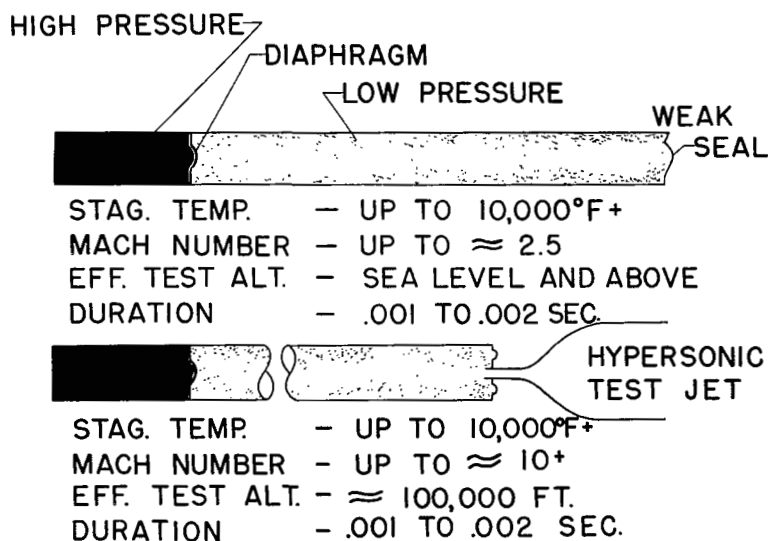 HIGH PRESSURE
DIAPHRAGM
LOW PRESSURE
WEAK
SEAL
STAG. TEMP. – UP TO 10,000°F+
MACH NUMBER – UP TO ≈ 2.5
EFF. TEST ALT. – SEA LEVEL AND ABOVE
DURATION – .001 TO .002 SEC.
HYPERSONIC
TEST JET
STAG. TEMP. – UP TO 10,000°F+
MACH NUMBER – UP TO ≈ 10+
EFF. TEST ALT. – ≈ 100,000 FT.
DURATION – .001 TO .002 SEC.